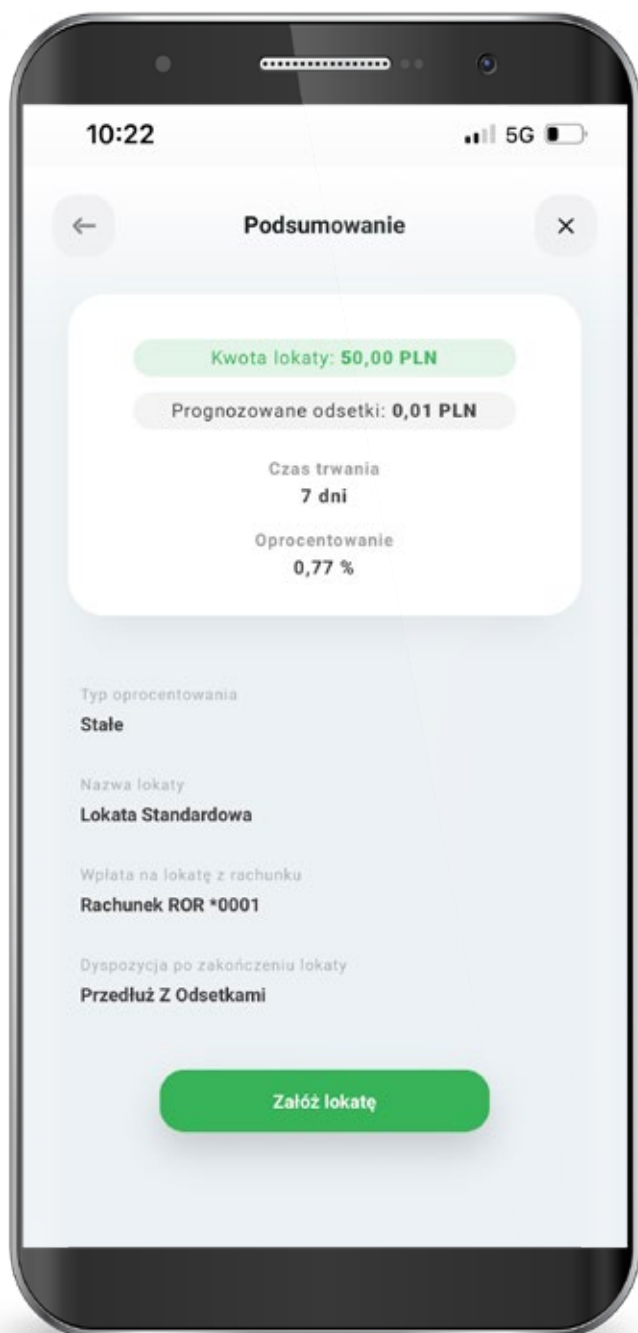 10:22
5G
Podsumowanie
Kwota lokaty: 50,00 PLN
Prognozowane odsetki: 0,01 PLN
Czas trwania
7 dni
Oprocentowanie
0,77 %
Typ oprocentowania
Stałe
Nazwa lokaty
Lokata Standardowa
Wpłata na lokatę z rachunku
Rachunek ROR *0001
Dyspozycja po zakończeniu lokaty
Przedłuż Z Odsetkami
Załóż lokatę